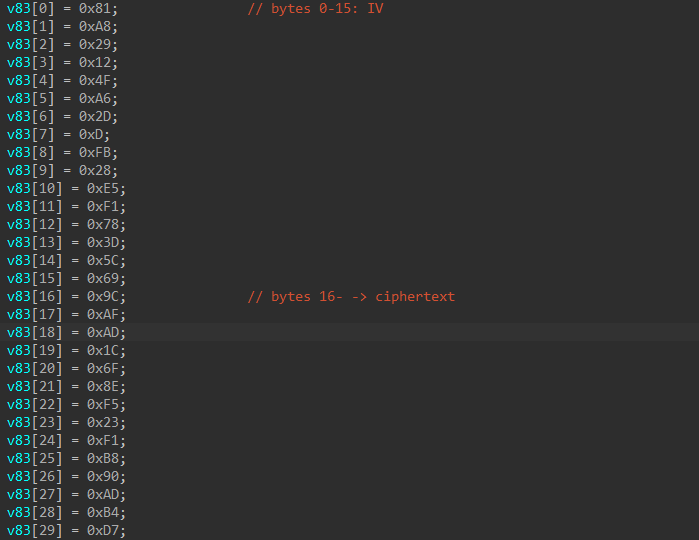 v83[0] = 0x81; // bytes 0-15: IV
v83[1] = 0xA8;
v83[2] = 0x29;
v83[3] = 0x12;
v83[4] = 0x4F;
v83[5] = 0xA6;
v83[6] = 0x2D;
v83[7] = 0xD;
v83[8] = 0xFB;
v83[9] = 0x28;
v83[10] = 0xE5;
v83[11] = 0xF1;
v83[12] = 0x78;
v83[13] = 0x3D;
v83[14] = 0x5C;
v83[15] = 0x69;
v83[16] = 0x9C; // bytes 16- -> ciphertext
v83[17] = 0xAF;
v83[18] = 0xAD;
v83[19] = 0x1C;
v83[20] = 0x6F;
v83[21] = 0x8E;
v83[22] = 0xF5;
v83[23] = 0x23;
v83[24] = 0xF1;
v83[25] = 0xB8;
v83[26] = 0x90;
v83[27] = 0xAD;
v83[28] = 0xB4;
v83[29] = 0xD7;